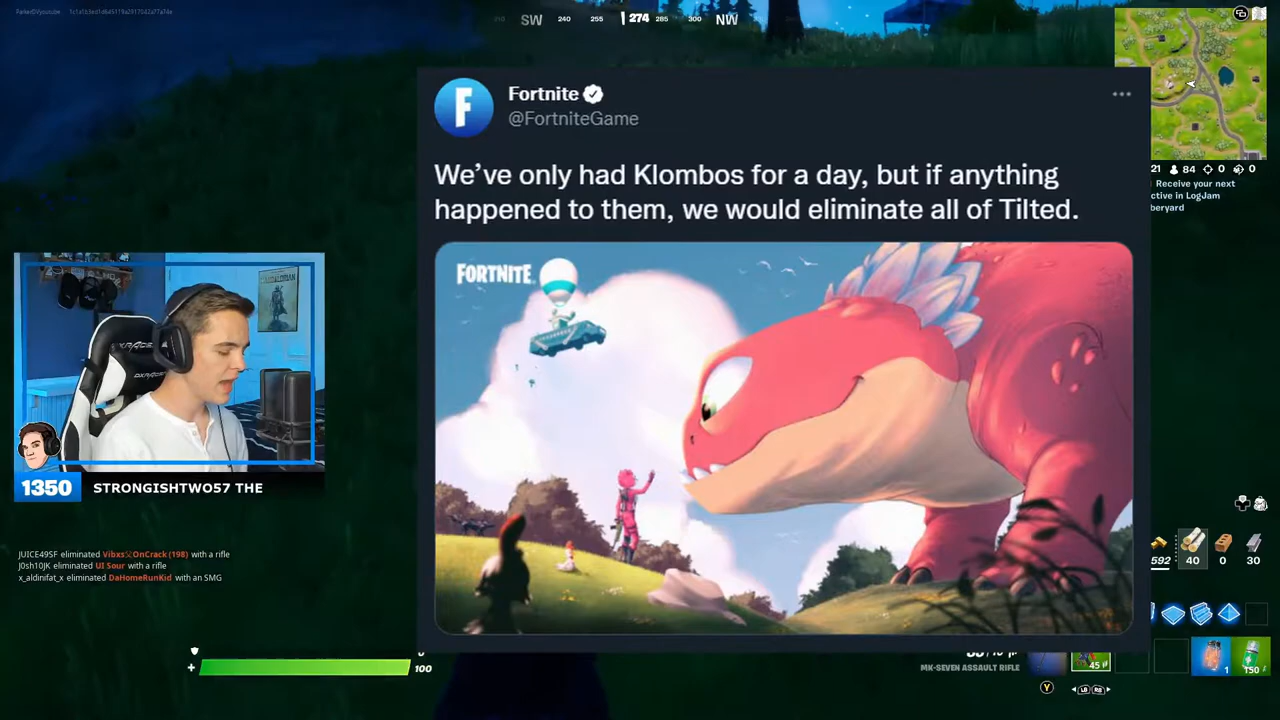 SW 240 255 274 285 300 NW
Fortnite
@FortniteGame
We've only had Klombos for a day, but if anything
happened to them, we would eliminate all of Tilted.
FORTNITE
21 84 0 0
Receive your next
ctive in LogJam
beryard
1350 STRONGISHTWO57 THE
JUICE49SF eliminated Vibxs OnCrack (198) with a rifle
J0sh10JK eliminated UI Sour with a rifle
x_aldinifat_x eliminated DaHomeRunKid with an SMG
592 40 0 30
100
MK-SEVEN ASSAULT RIFLE
45
1 150
Y
LB RB